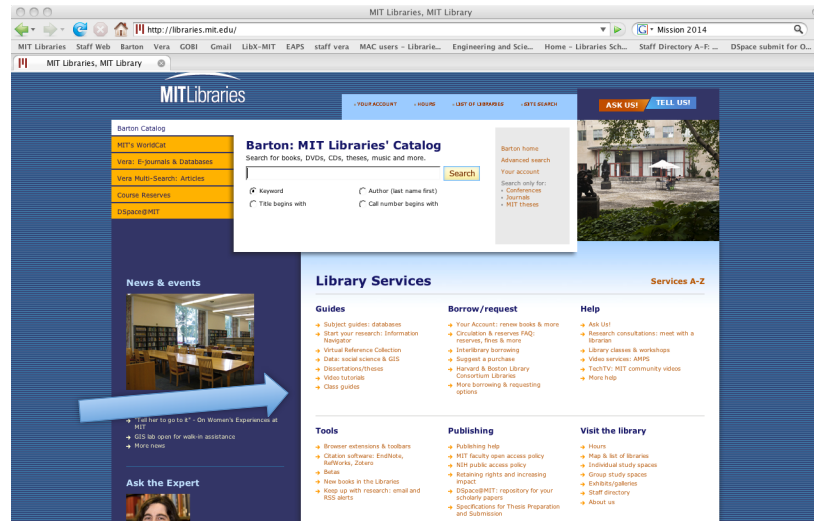 MIT Libraries, MIT Library
http://libraries.mit.edu/
Mission 2014
MIT Libraries Staff Web Barton Vera GOBI Gmail LibX-MIT EAPS staff vera MAC users – Librarie... Engineering and Scie... Home – Libraries Sch... Staff Directory A-F: ... DSpace submit for O...
MIT Libraries, MIT Library
MITLibraries
YOUR ACCOUNT HOURS LIST OF LIBRARIES SITE SEARCH
ASK US! TELL US!
Barton Catalog
MIT's WorldCat
Vera: E-journals & Databases
Vera Multi-Search: Articles
Course Reserves
DSpace@MIT
Barton: MIT Libraries' Catalog
Search for books, DVDs, CDs, theses, music and more.
Search
Keyword
Author (last name first)
Title begins with
Call number begins with
Barton home
Advanced search
Your account
Search only for:
• Conferences
• Journals
• MIT theses
News & events
"Tell her to go to it" - On Women's Experiences at
MIT
GIS lab open for walk-in assistance
More news
Ask the Expert
Library Services
Services A-Z
Guides
Subject guides: databases
Start your research: Information
Navigator
Virtual Reference Collection
Data: social science & GIS
Dissertations/theses
Video tutorials
Class guides
Borrow/request
Your Account: renew books & more
Circulation & reserves FAQ:
reserves, fines & more
Interlibrary borrowing
Suggest a purchase
Harvard & Boston Library
Consortium Libraries
More borrowing & requesting
options
Help
Ask Us!
Research consultations: meet with a
librarian
Library classes & workshops
Video services: AMPS
TechTV: MIT community videos
More help
Tools
Browser extensions & toolbars
Citation software: EndNote,
RefWorks, Zotero
Betas
New books in the Libraries
Keep up with research: email and
RSS alerts
Publishing
Publishing help
MIT faculty open access policy
NIH public access policy
Retaining rights and increasing
impact
DSpace@MIT: repository for your
scholarly papers
Specifications for Thesis Preparation
and Submission
Visit the library
Hours
Map & list of libraries
Individual study spaces
Group study spaces
Exhibits/galleries
Staff directory
About us